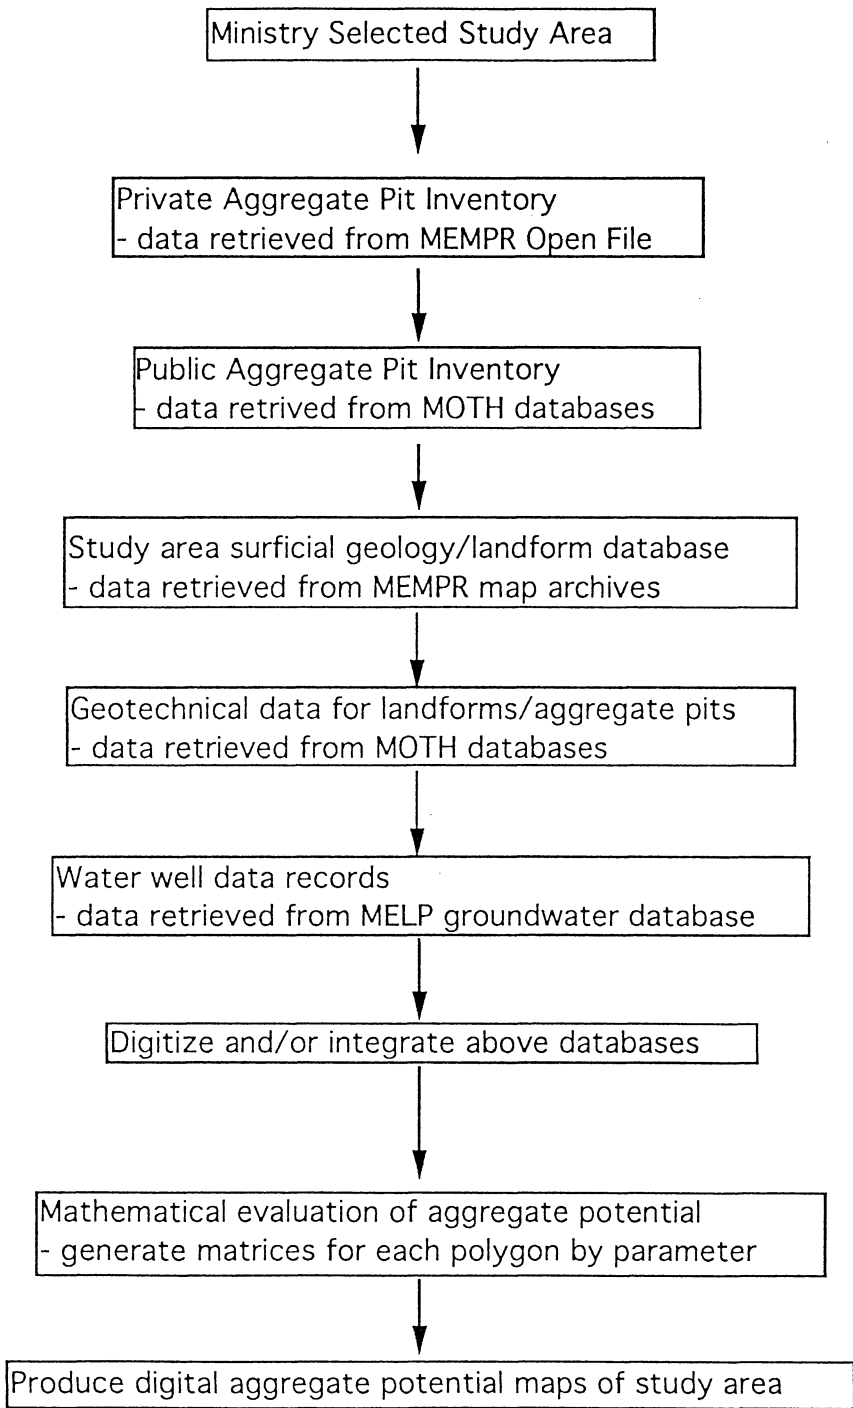 Ministry Selected Study Area
Private Aggregate Pit Inventory
- data retrieved from MEMPR Open File
Public Aggregate Pit Inventory
- data retrived from MOTH databases
Study area surficial geology/landform database
- data retrieved from MEMPR map archives
Geotechnical data for landforms/aggregate pits
- data retrieved from MOTH databases
Water well data records
- data retrieved from MELP groundwater database
Digitize and/or integrate above databases
Mathematical evaluation of aggregate potential
- generate matrices for each polygon by parameter
Produce digital aggregate potential maps of study area